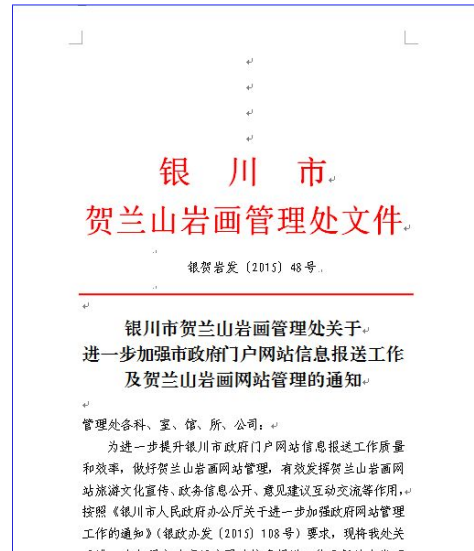 银川市
贺兰山岩画管理处文件
银贺岩发〔2015〕48号
银川市贺兰山岩画管理处关于
进一步加强市政府门户网站信息报送工作
及贺兰山岩画网站管理的通知
管理处各科、室、馆、所、公司：
为进一步提升银川市政府门户网站信息报送工作质量
和效率，做好贺兰山岩画网站管理，有效发挥贺兰山岩画网
站旅游文化宣传、政务信息公开、意见建议互动交流等作用，
按照《银川市人民政府办公厅关于进一步加强政府网站管理
工作的通知》（银政办发〔2015〕108号）要求，现将我处关